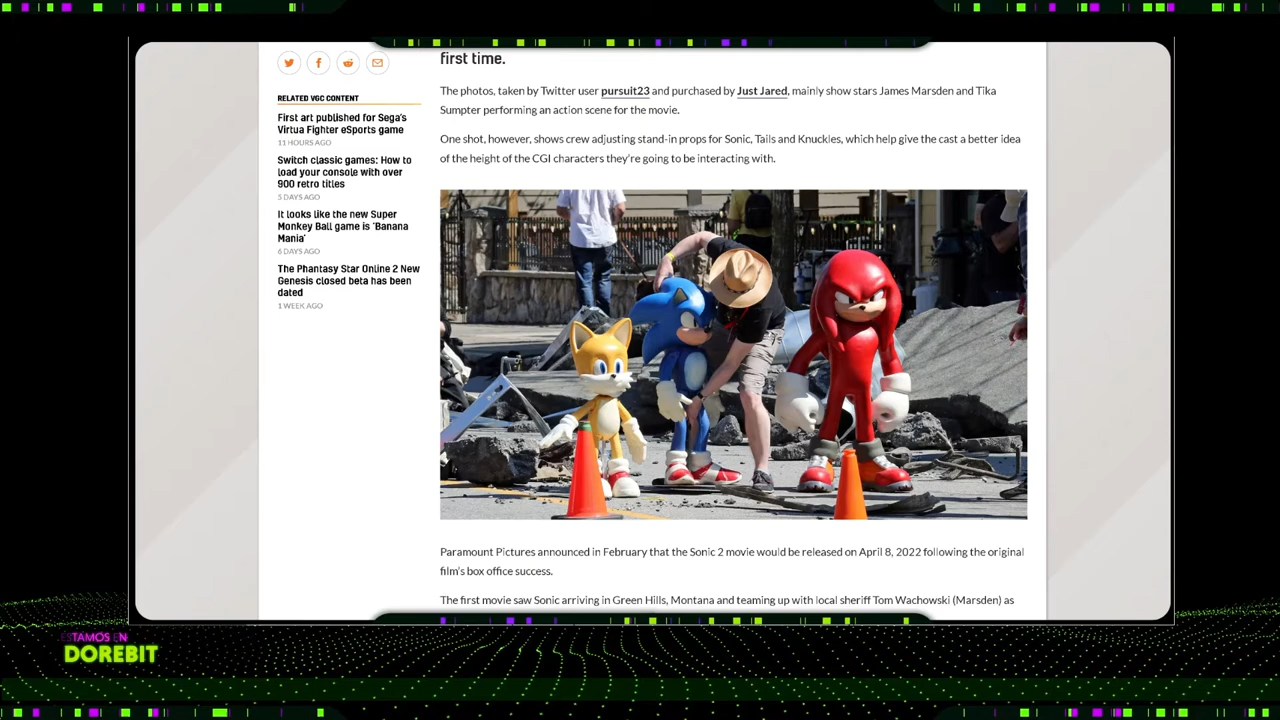 first time.
The photos, taken by Twitter user pursuit23 and purchased by Just Jared, mainly show stars James Marsden and Tika
Sumpter performing an action scene for the movie.
One shot, however, shows crew adjusting stand-in props for Sonic, Tails and Knuckles, which help give the cast a better idea
of the height of the CGI characters they're going to be interacting with.
RELATED VGC CONTENT
First art published for Sega's
Virtua Fighter eSports game
11 HOURS AGO
Switch classic games: How to
load your console with over
900 retro titles
5 DAYS AGO
It looks like the new Super
Monkey Ball game is 'Banana
Mania'
6 DAYS AGO
The Phantasy Star Online 2 New
Genesis closed beta has been
dated
1 WEEK AGO
Paramount Pictures announced in February that the Sonic 2 movie would be released on April 8, 2022 following the original
film's box office success.
The first movie saw Sonic arriving in Green Hills, Montana and teaming up with local sheriff Tom Wachowski (Marsden) as
ESTAMOS EN
DOREBIT